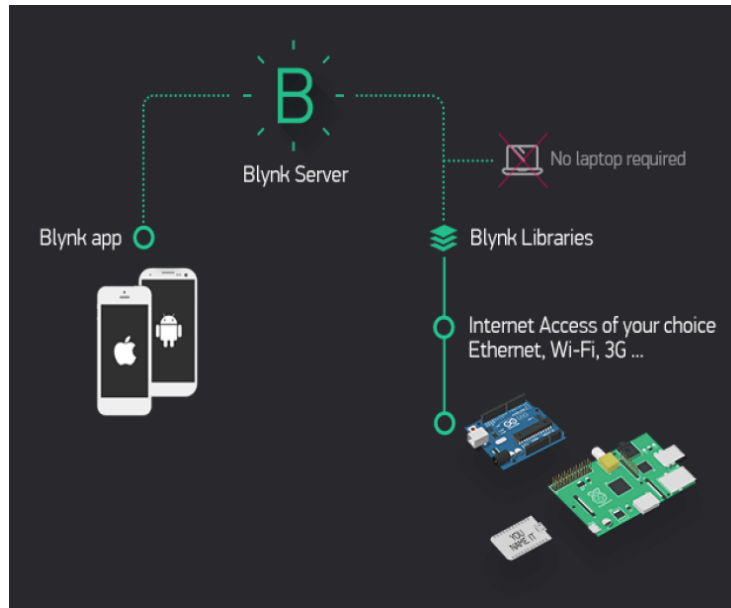 B
Blynk Server
No laptop required
Blynk app
Blynk Libraries
Internet Access of your choice
Ethernet, Wi-Fi, 3G ...
YOU
NAME IT